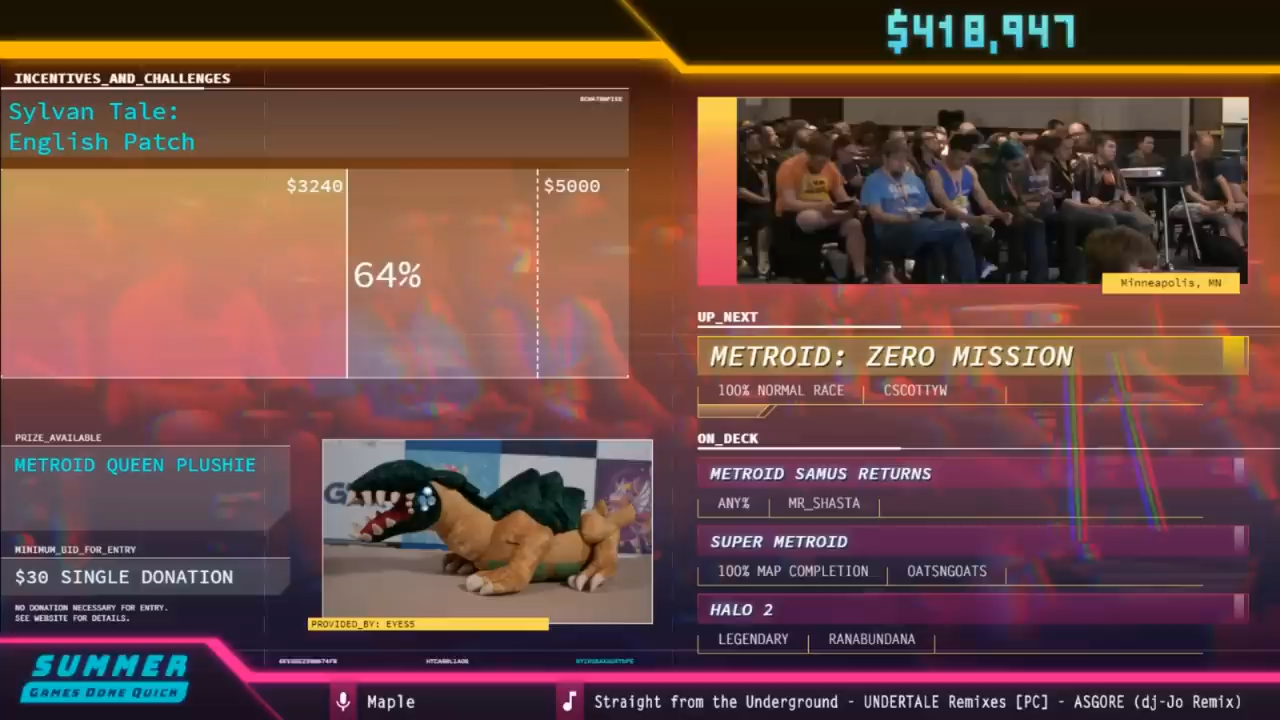 $418,947
INCENTIVES_AND_CHALLENGES
Sylvan Tale:
English Patch
$3240
$5000
64%
Minneapolis, MN
UP_NEXT
METROID: ZERO MISSION
100% NORMAL RACE
CSCOTTYW
ON_DECK
METROID SAMUS RETURNS
ANY%
MR_SHASTA
SUPER METROID
100% MAP COMPLETION
OATSNGOATS
HALO 2
LEGENDARY
RANABUNDANA
PRIZE_AVAILABLE
METROID QUEEN PLUSHIE
MINIMUM_BID_FOR_ENTRY
$30 SINGLE DONATION
NO DONATION NECESSARY FOR ENTRY.
SEE WEBSITE FOR DETAILS.
PROVIDED_BY: EYESS
SUMMER
GAMES DONE QUICK
Maple
Straight from the Underground - UNDERTALE Remixes [PC] - ASGORE (dj-Jo Remix)